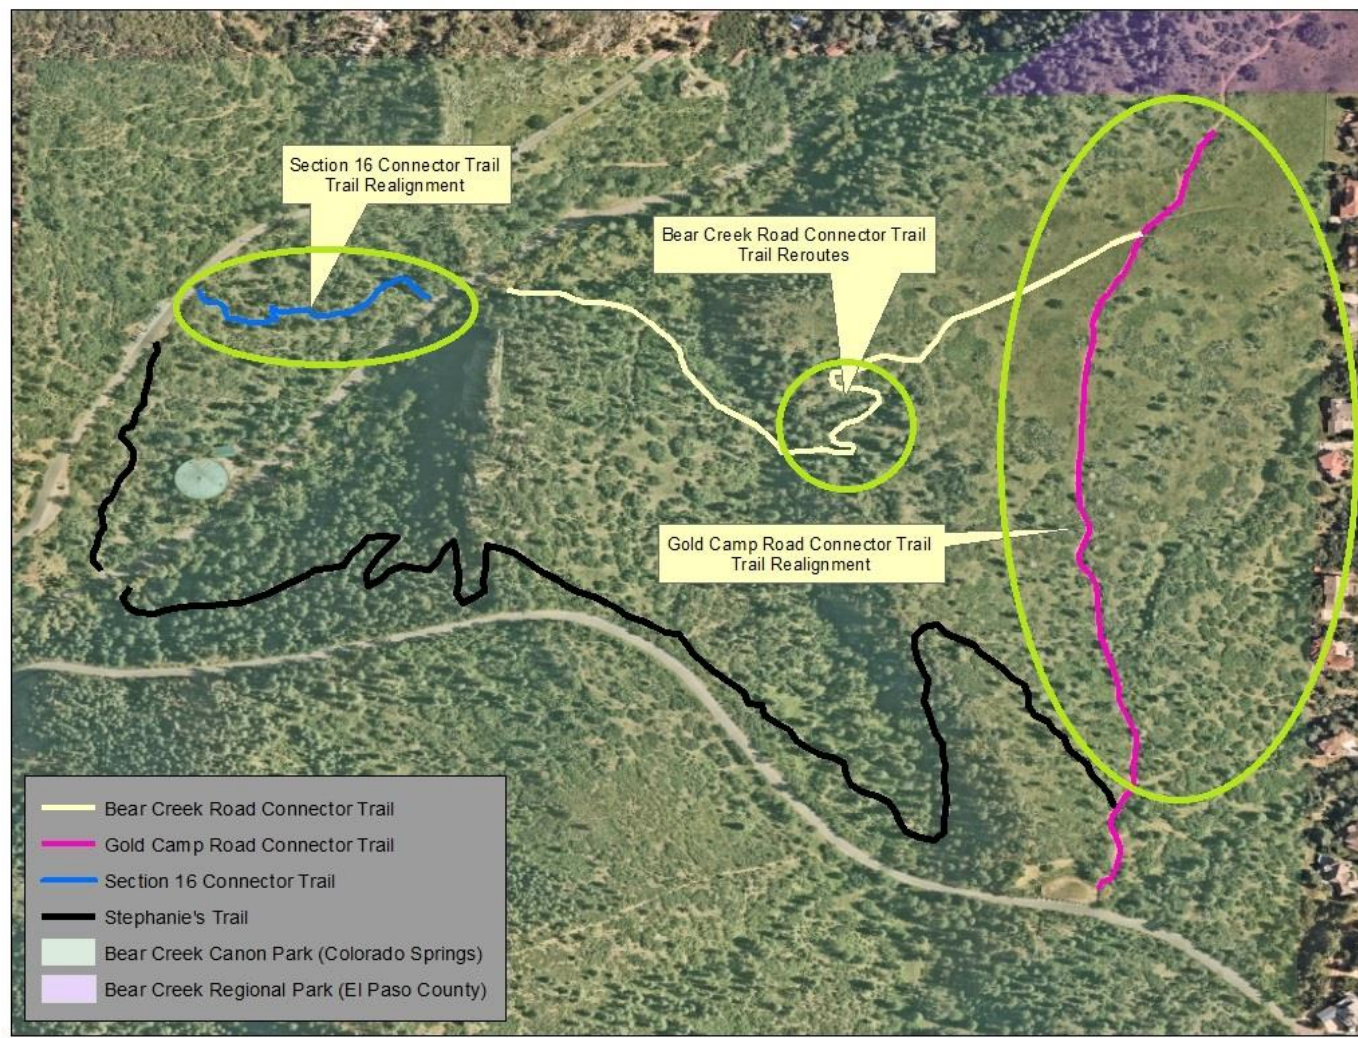 Section 16 Connector Trail
Trail Realignment
Bear Creek Road Connector Trail
Trail Reroutes
Gold Camp Road Connector Trail
Trail Realignment
Bear Creek Road Connector Trail
Gold Camp Road Connector Trail
Section 16 Connector Trail
Stephanie's Trail
Bear Creek Canon Park (Colorado Springs)
Bear Creek Regional Park (El Paso County)